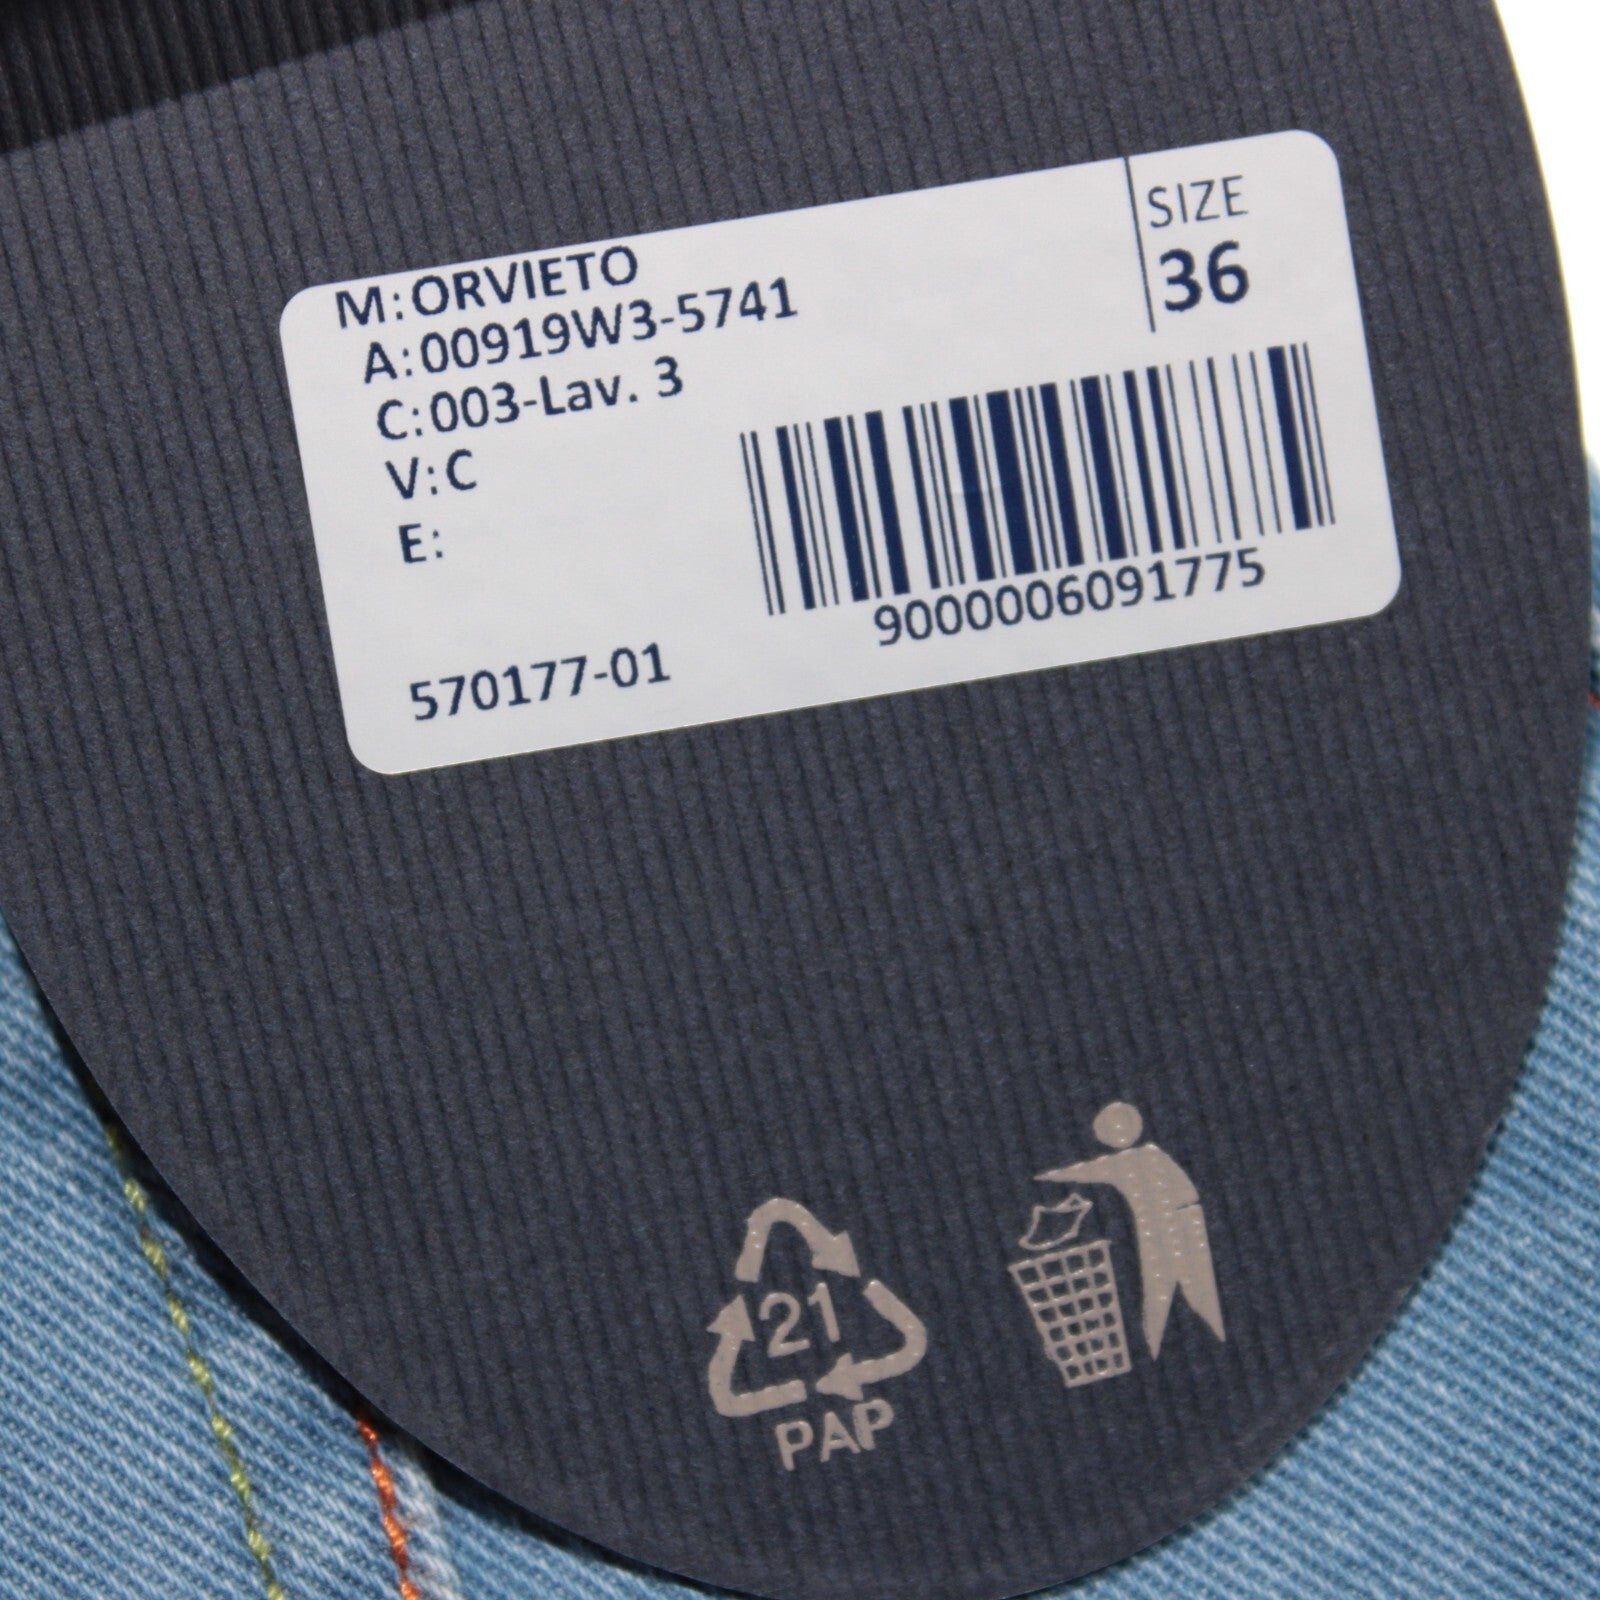 M:ORVIETO
A:00919W3-5741
C:003-Lav. 3
V:C
E:
SIZE
36
9000006091775
570177-01
21
PAP